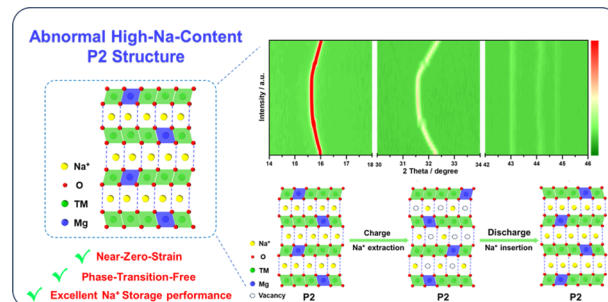 Abnormal High-Na-Content
P2 Structure
Na⁺
O
TM
Mg
Near-Zero-Strain
Phase-Transition-Free
Excellent Na⁺ Storage performance
Intensity / a.u.
14 15 16 17 18
30 31 32 33 34
42 43 44 45 46
2 Theta / degree
Na⁺
O
TM
Mg
Vacancy
P2
Charge
Na⁺ extraction
P2
Discharge
Na⁺ insertion
P2